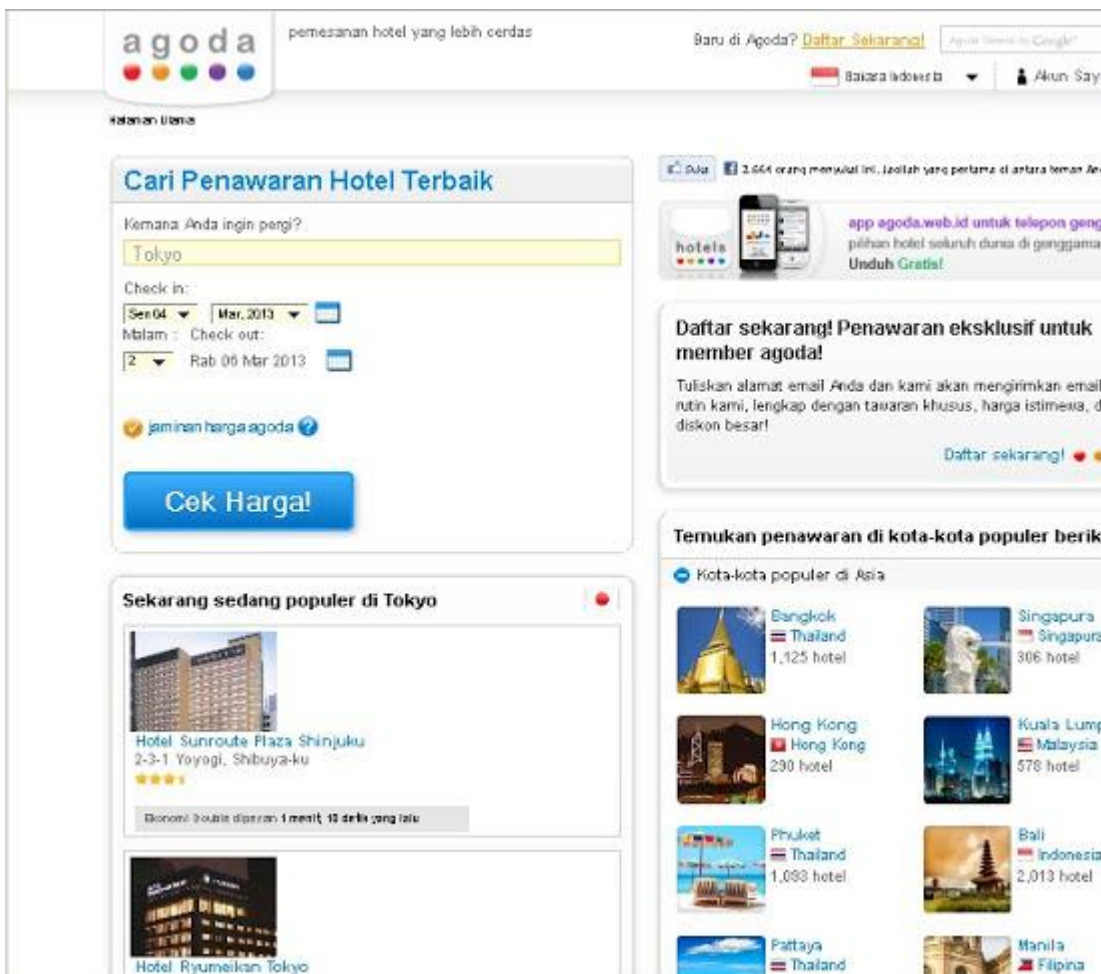 agoda
pemesanan hotel yang lebih cerdas
Baru di Agoda? Daftar Sekarang!
Bahasa Indonesia
Akun Say
Halaman Utama
Cari Penawaran Hotel Terbaik
Kemana Anda ingin pergi?
Tokyo
Check in:
Sen 04 Mar, 2013
Malam : Check out:
2 Rab 06 Mar 2013
jaminan harga agoda
Cek Harga!
Sekarang sedang populer di Tokyo
Hotel Sunroute Plaza Shinjuku
2-3-1 Yoyogi, Shibuya-ku
Ekonomi Double dipesan 1 menit, 18 detik yang lalu
Hotel Ryumeikan Tokyo
Suka 2.664 orang menyukai ini. Jadilah yang pertama di antara teman An
hotels
app agoda.web.id untuk telepon geng
pilihan hotel seluruh dunia di genggama
Unduh Gratis!
Daftar sekarang! Penawaran eksklusif untuk
member agoda!
Tuliskan alamat email Anda dan kami akan mengirimkan email
rutin kami, lengkap dengan tawaran khusus, harga istimewa, d
diskon besar!
Daftar sekarang!
Temukan penawaran di kota-kota populer berik
Kota-kota populer di Asia
Bangkok
Thailand
1,125 hotel
Singapura
Singapura
306 hotel
Hong Kong
Hong Kong
290 hotel
Kuala Lump
Malaysia
578 hotel
Phuket
Thailand
1,093 hotel
Bali
Indonesia
2,013 hotel
Pattaya
Thailand
Manila
Filipina